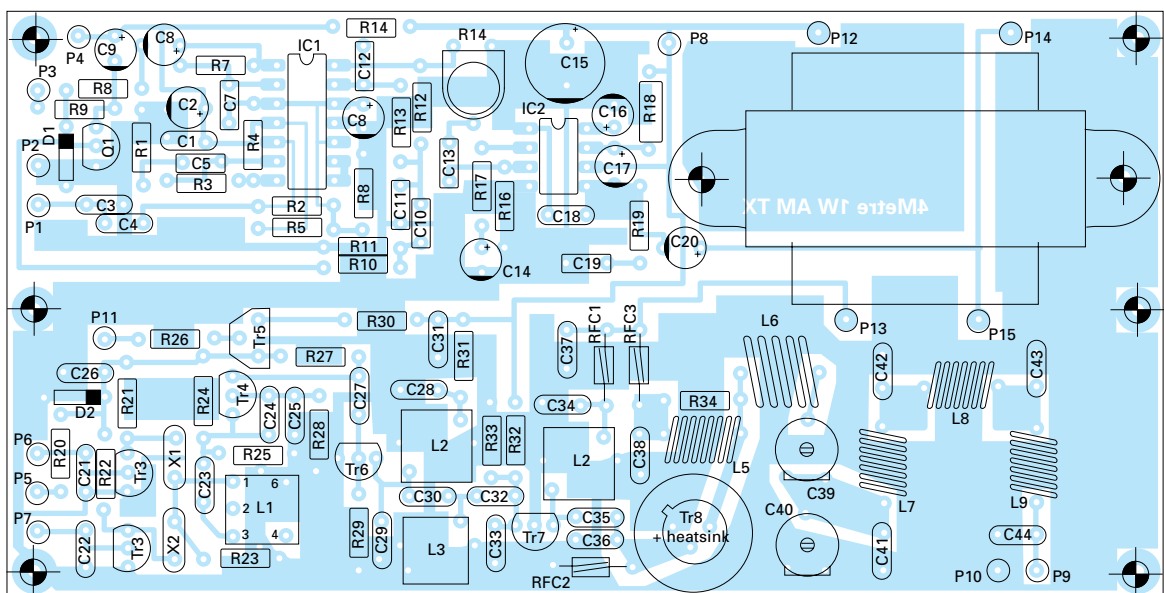 R14
P12
P14
P4
C9
C8
IC1
C12
R14
C15
P8
P3
R8
R7
R9
C2
C7
C8
R13
R12
IC2
C16
R18
D1
Q1
R1
C1
R4
C13
C17
P2
C5
R3
R8
R17
R16
C3
R2
C11
C10
C18
R19
4Metre 1W AM TX
P1
C4
R5
R11
R10
C14
C19
C20
P11
R26
Tr5
R30
C31
R31
C37
RFC1
RFC3
L6
P13
P15
R27
C26
R21
R24
Tr4
C24
C25
C27
C28
C34
R34
C42
L8
C43
D2
R28
P6
R20
C21
R22
Tr3
X1
R25
Tr6
L2
R33
R32
L2
C38
L5
C39
L7
L9
P5
C23
1
6
2
L1
3
4
C30
C32
C35
C36
Tr8
+ heatsink
C40
P7
C22
Tr3
X2
R23
R29
C29
L3
C33
Tr7
RFC2
C41
C44
P10
P9